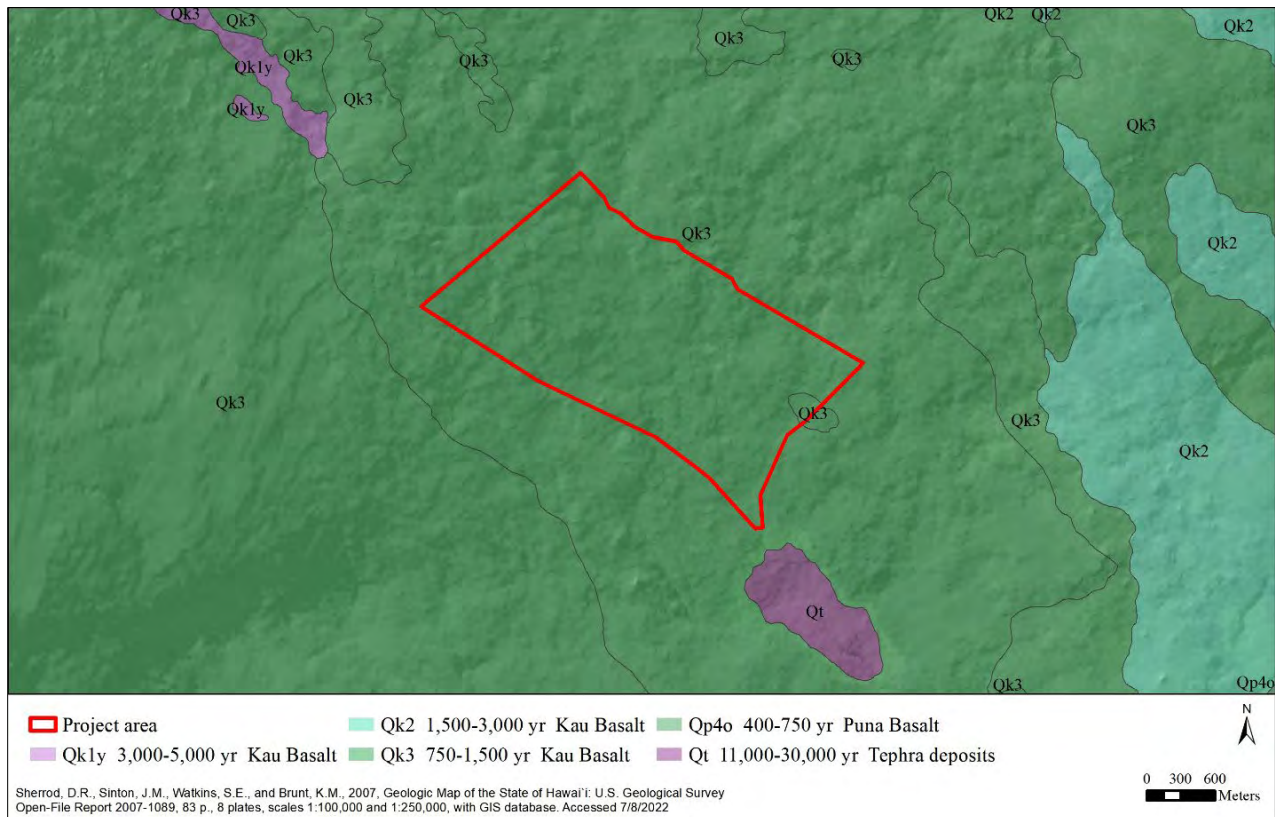 Qk3
Qk3
Qk3
Qk1y
Qk1y
Qk3
Qk3
Qk3
Qk3
Qk2
Qk2
Qk2
Qk3
Qk2
Qk3
Qk3
Qk3
Qk3
Qk2
Qt
Qk3
Qp4o
Project area
Qk2 1,500-3,000 yr Kau Basalt
Qp4o 400-750 yr Puna Basalt
Qk1y 3,000-5,000 yr Kau Basalt
Qk3 750-1,500 yr Kau Basalt
Qt 11,000-30,000 yr Tephra deposits
N
0 300 600
Meters
Sherrod, D.R., Sinton, J.M., Watkins, S.E., and Brunt, K.M., 2007, Geologic Map of the State of Hawai`i: U.S. Geological Survey
Open-File Report 2007-1089, 83 p., 8 plates, scales 1:100,000 and 1:250,000, with GIS database. Accessed 7/8/2022